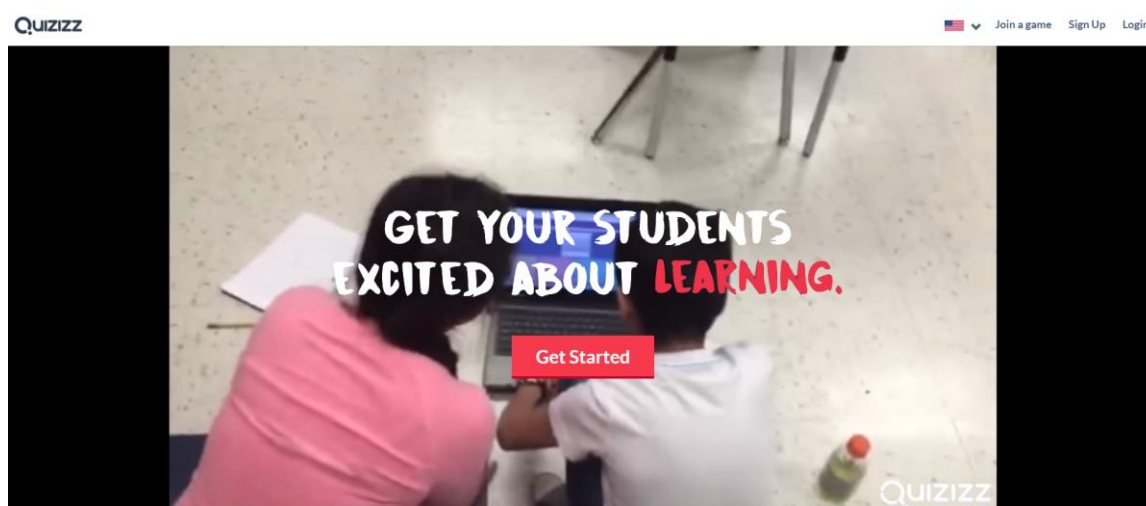 QUIZIZZ
Join a game Sign Up Login
GET YOUR STUDENTS
EXCITED ABOUT LEARNING.
Get Started
QUIZIZZ